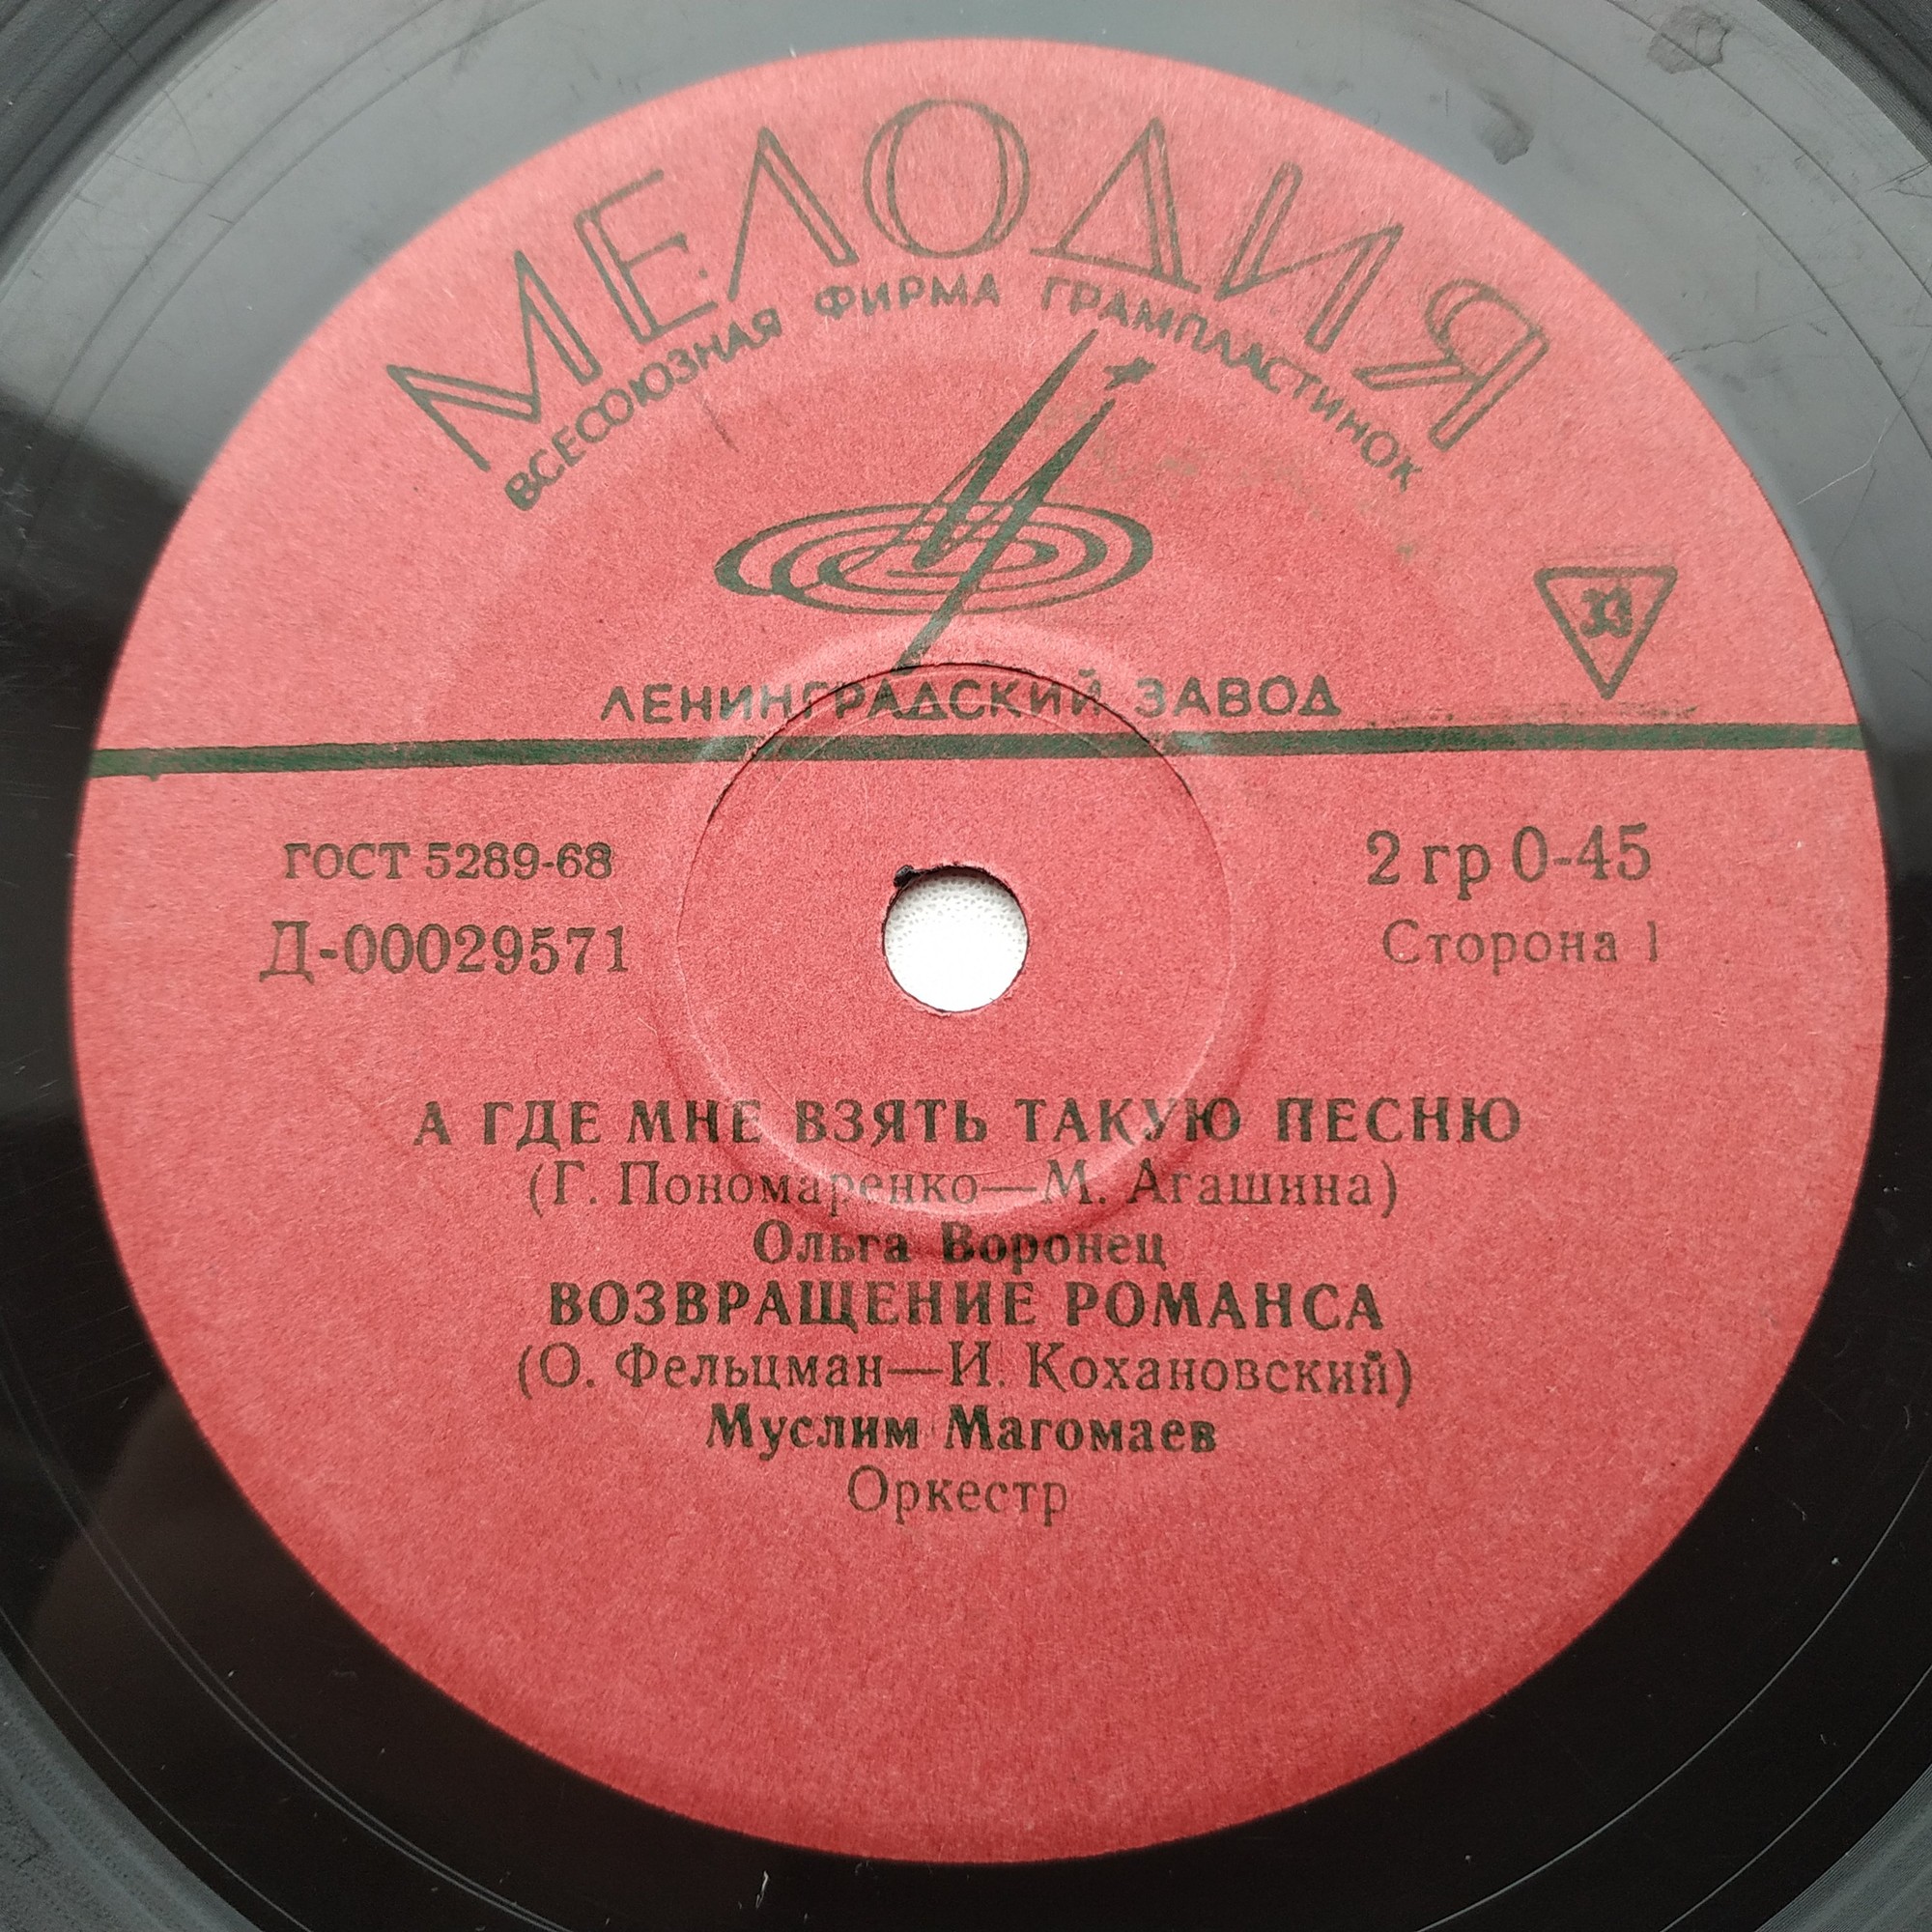 МЕЛОДИЯ
ВСЕСОЮЗНАЯ ФИРМА ГРАМПЛАСТИНОК
33
ЛЕНИНГРАДСКИЙ ЗАВОД
ГОСТ 5289-68
2 гр 0-45
Д-00029571
Сторона 1
А ГДЕ МНЕ ВЗЯТЬ ТАКУЮ ПЕСНЮ
(Г. Пономаренко—М. Агашина)
Ольга Воронец
ВОЗВРАЩЕНИЕ РОМАНСА
(О. Фельцман—И. Кохановский)
Муслим Магомаев
Оркестр